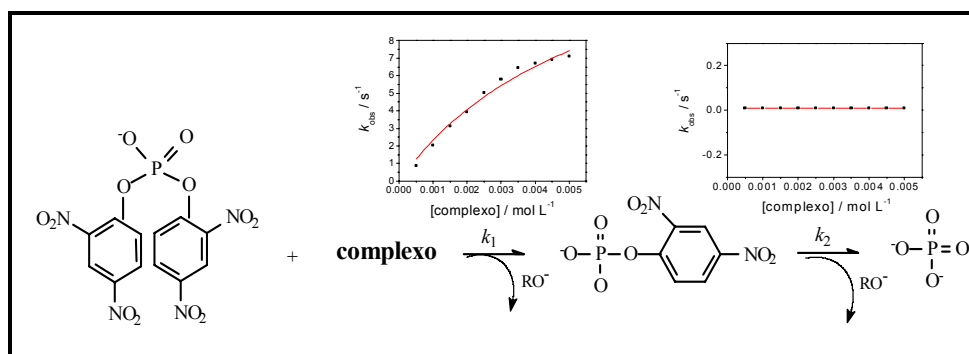 8
7
6
5
4
3
2
1
0
k_obs / s⁻¹
0.000 0.001 0.002 0.003 0.004 0.005
[complexo] / mol L⁻¹
0.2
0.0
-0.2
k_obs / s⁻¹
0.000 0.001 0.002 0.003 0.004 0.005
[complexo] / mol L⁻¹
⁻O O
P
O O
O₂N NO₂
NO₂ NO₂
+
complexo
k₁
RO⁻
O₂N
O
⁻O P O
O
NO₂
k₂
RO⁻
O
⁻O P O
O⁻